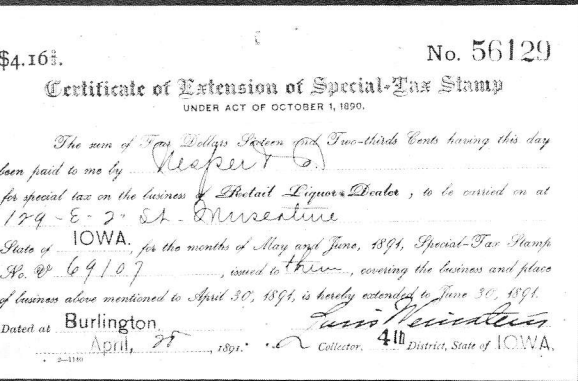 $4.16⅔.
No. 56129
Certificate of Extension of Special-Tax Stamp
UNDER ACT OF OCTOBER 1, 1890.
The sum of Four Dollars Sixteen and Two-thirds Cents having this day
been paid to me by Nesper & Co.
for special tax on the business of Retail Liquor Dealer, to be carried on at
129 - E - 2" St - Muscatine
State of IOWA., for the months of May and June, 1891, Special-Tax Stamp
No. 69107, issued to them, covering the business and place
of business above mentioned to April 30, 1891, is hereby extended to June 30, 1891.
Dated at Burlington
April, 1891. Collector, 4th District, State of IOWA.
2-1140